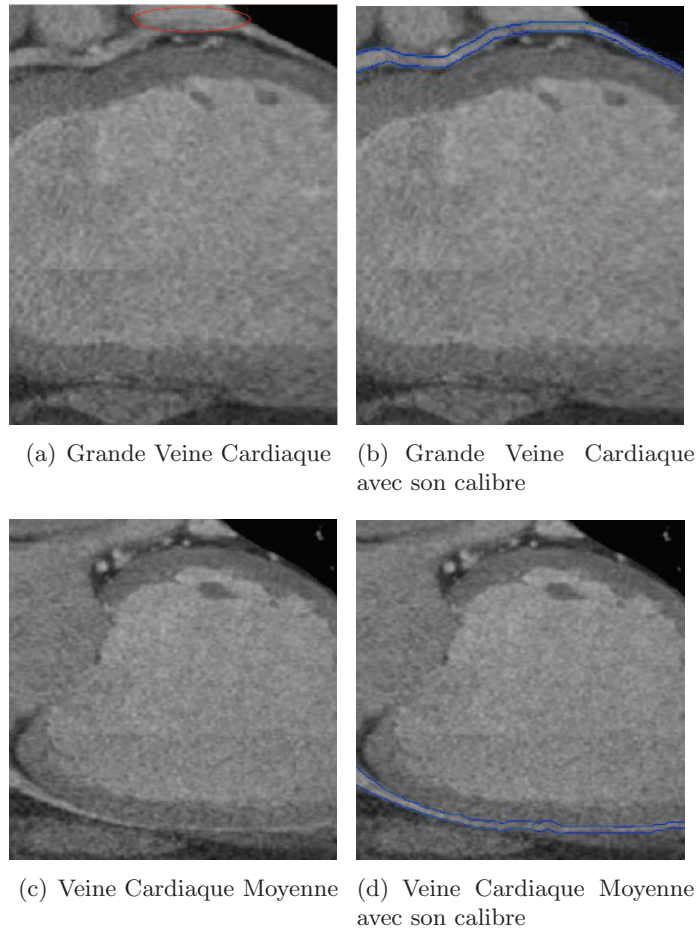 (a) Grande Veine Cardiaque
(b) Grande Veine Cardiaque
avec son calibre
(c) Veine Cardiaque Moyenne
(d) Veine Cardiaque Moyenne
avec son calibre